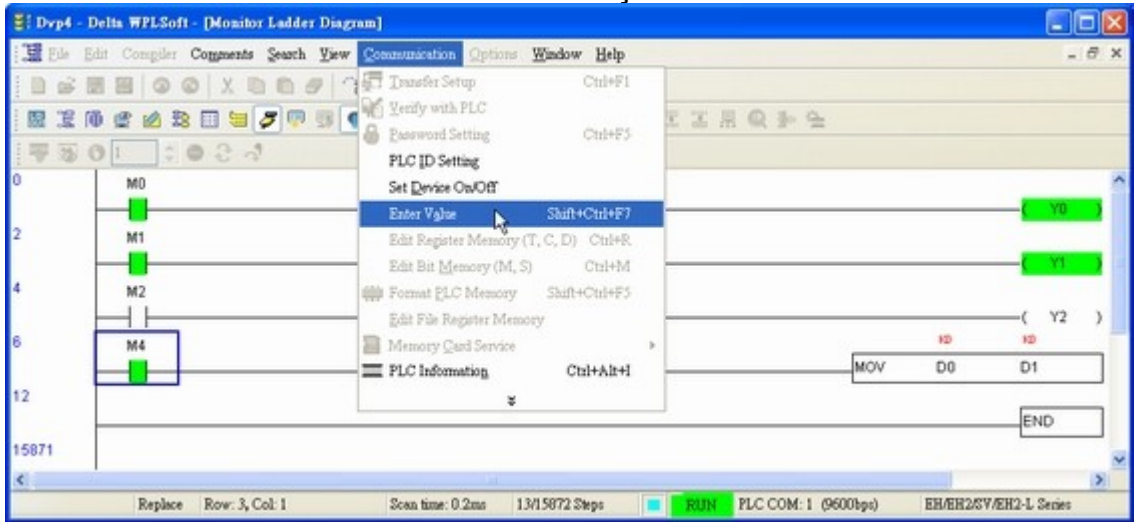 Dvp4 - Delta WPLSoft - [Monitor Ladder Diagram]
File Edit Compiler Comments Search View Communication Options Window Help
Transfer Setup Ctrl+F1
Verify with PLC
Password Setting Ctrl+F5
PLC ID Setting
Set Device On/Off
Enter Value Shift+Ctrl+F7
Edit Register Memory (T, C, D) Ctrl+R
Edit Bit Memory (M, S) Ctrl+M
Format PLC Memory Shift+Ctrl+F5
Edit File Register Memory
Memory Card Service
PLC Information Ctrl+Alt+I
1
0 M0 Y0
2 M1 Y1
4 M2 Y2
K0 K0
6 M4 MOV D0 D1
12 END
15871
Replace Row: 3, Col: 1 Scan time: 0.2ms 13/15872 Steps RUN PLC COM: 1 (9600bps) EH/EH2/SV/EH2-L Series